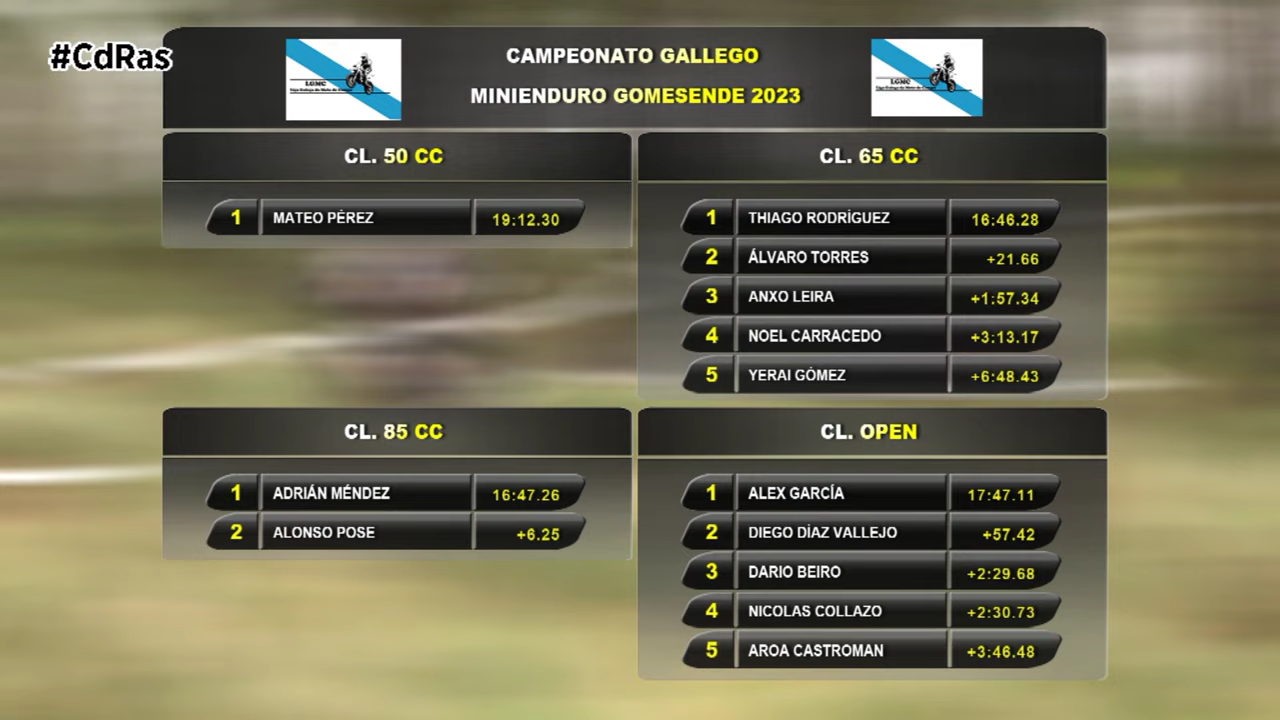 #CdRas
CAMPEONATO GALLEGO
MINIENDURO GOMESENDE 2023
LGMC
LGMC
CL. 50 CC
1 MATEO PÉREZ 19:12.30
CL. 65 CC
1 THIAGO RODRÍGUEZ 16:46.28
2 ÁLVARO TORRES +21.66
3 ANXO LEIRA +1:57.34
4 NOEL CARRACEDO +3:13.17
5 YERAI GÓMEZ +6:48.43
CL. 85 CC
1 ADRIÁN MÉNDEZ 16:47.26
2 ALONSO POSE +6.25
CL. OPEN
1 ALEX GARCÍA 17:47.11
2 DIEGO DÍAZ VALLEJO +57.42
3 DARIO BEIRO +2:29.68
4 NICOLAS COLLAZO +2:30.73
5 AROA CASTROMAN +3:46.48